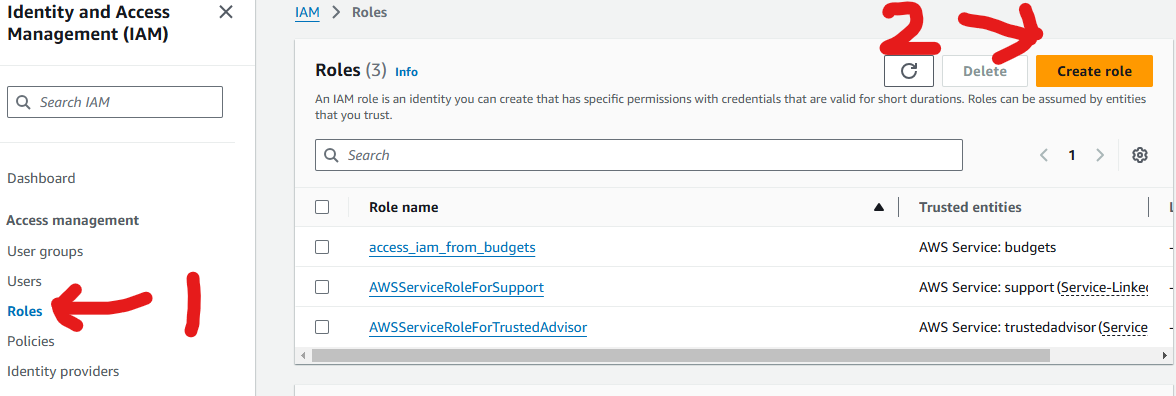 Identity and Access
Management (IAM)
Search IAM
Dashboard
Access management
User groups
Users
Roles
Policies
Identity providers
1
IAM > Roles
2
Roles (3) Info
Delete
Create role
An IAM role is an identity you can create that has specific permissions with credentials that are valid for short durations. Roles can be assumed by entities
that you trust.
Search
1
Role name
Trusted entities
access_iam_from_budgets
AWS Service: budgets
AWSServiceRoleForSupport
AWS Service: support (Service-Linke
AWSServiceRoleForTrustedAdvisor
AWS Service: trustedadvisor (Service